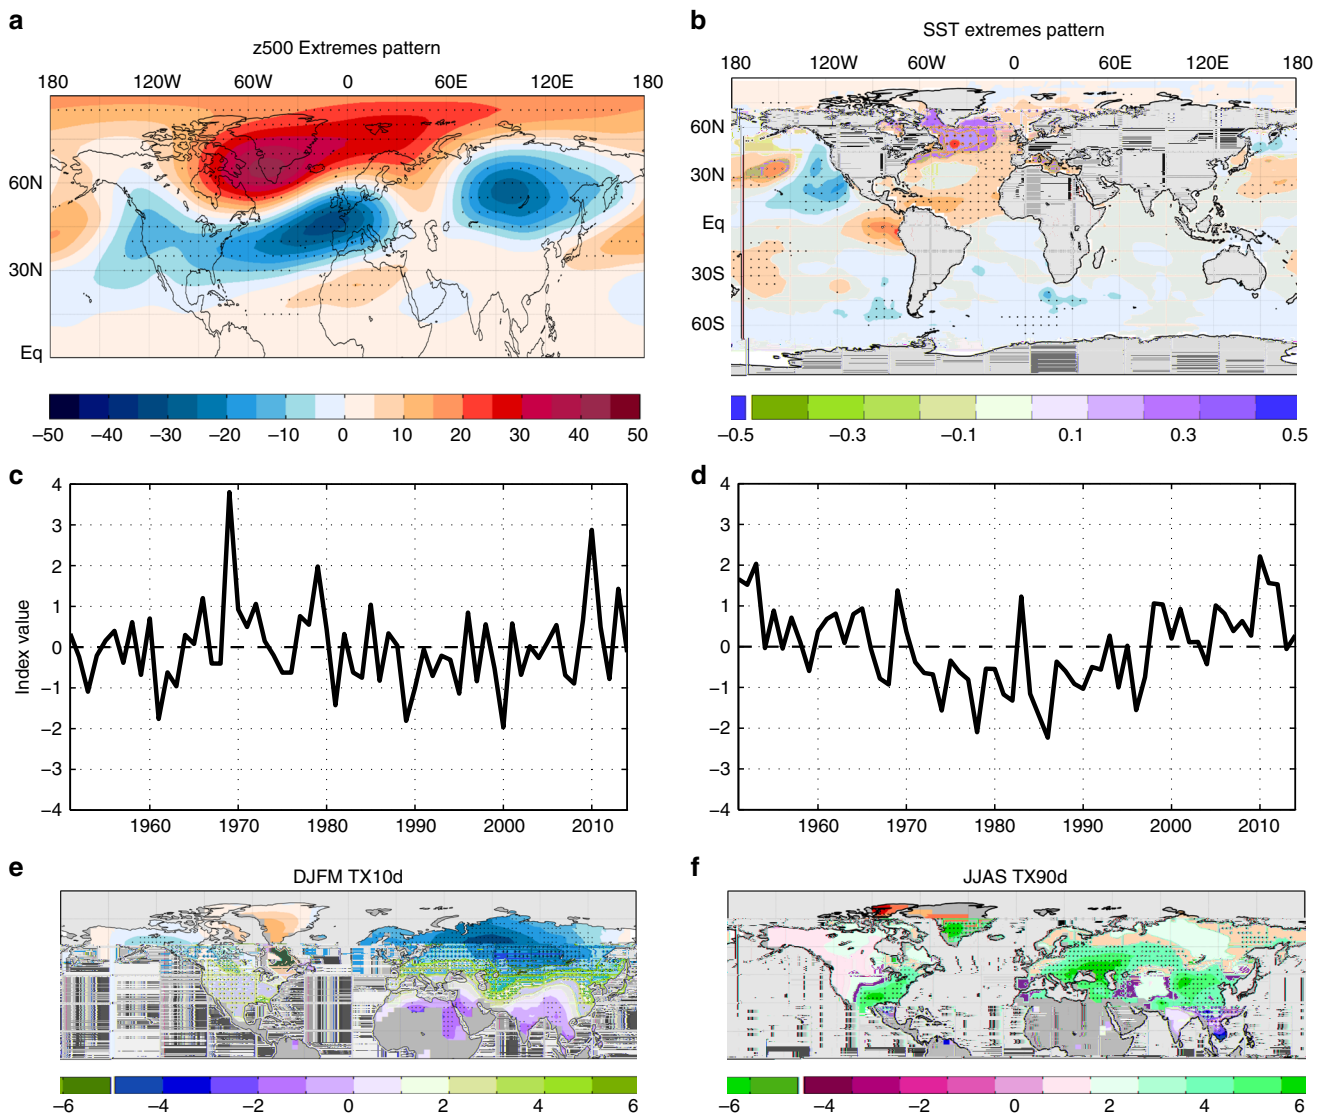 a
z500 Extremes pattern
180 120W 60W 0 60E 120E 180
60N
30N
Eq
–50 –40 –30 –20 –10 0 10 20 30 40 50
b
SST extremes pattern
180 120W 60W 0 60E 120E 180
60N
30N
Eq
30S
60S
–0.5 –0.3 –0.1 0.1 0.3 0.5
c
Index value
4
3
2
1
0
–1
–2
–3
–4
1960 1970 1980 1990 2000 2010
d
4
3
2
1
0
–1
–2
–3
–4
1960 1970 1980 1990 2000 2010
e
DJFM TX10d
–6 –4 –2 0 2 4 6
f
JJAS TX90d
–6 –4 –2 0 2 4 6